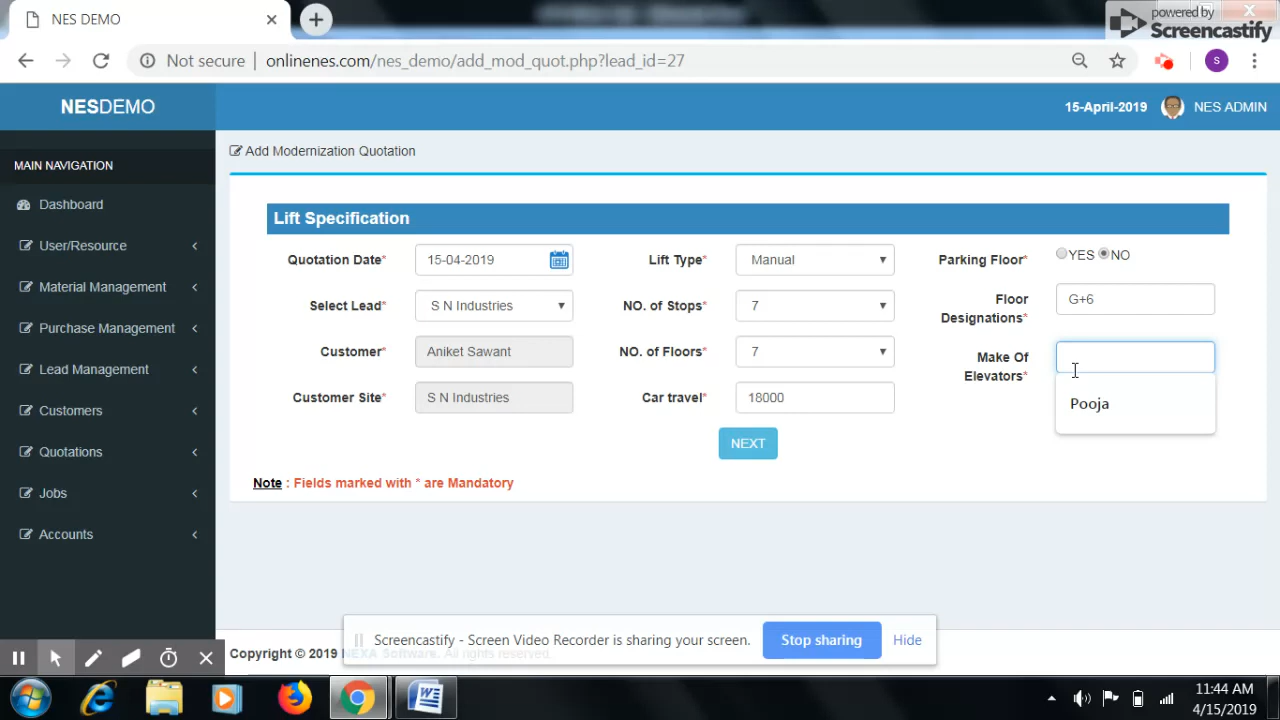 NES DEMO
powered by
Screencastify
Not secure
onlinenes.com/nes_demo/add_mod_quot.php?lead_id=27
S
NESDEMO
15-April-2019
NES ADMIN
MAIN NAVIGATION
Dashboard
User/Resource
Material Management
Purchase Management
Lead Management
Customers
Quotations
Jobs
Accounts
Add Modernization Quotation
Lift Specification
Quotation Date* 15-04-2019
Lift Type* Manual
Parking Floor* YES NO
Select Lead* S N Industries
NO. of Stops* 7
Floor Designations* G+6
Customer* Aniket Sawant
NO. of Floors* 7
Make Of Elevators*
Customer Site* S N Industries
Car travel* 18000
Pooja
NEXT
Note : Fields marked with * are Mandatory
Screencastify - Screen Video Recorder is sharing your screen.
Stop sharing
Hide
Copyright © 2019 NEXA Software. All rights reserved.
11:44 AM
4/15/2019